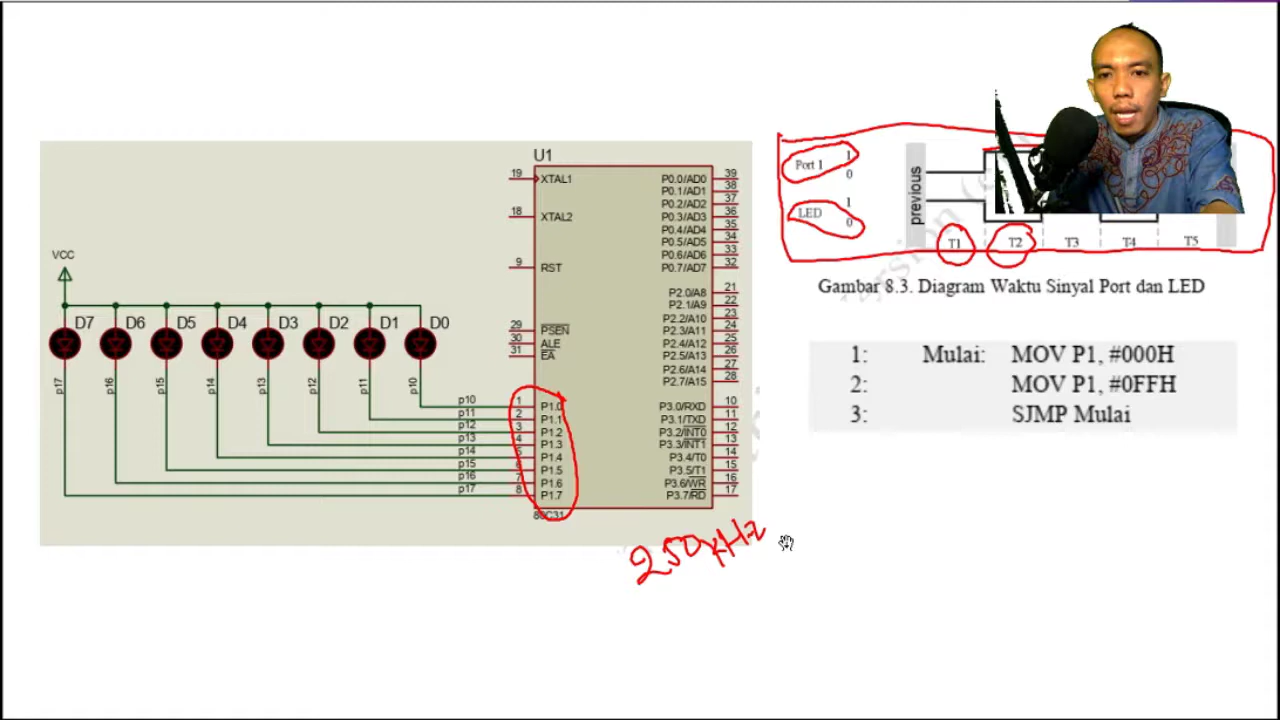 U1
19 XTAL1
18 XTAL2
9 RST
29 PSEN
30 ALE
31 EA
1 P1.0
2 P1.1
3 P1.2
4 P1.3
5 P1.4
6 P1.5
7 P1.6
8 P1.7
P0.0/AD0 39
P0.1/AD1 38
P0.2/AD2 37
P0.3/AD3 36
P0.4/AD4 35
P0.5/AD5 34
P0.6/AD6 33
P0.7/AD7 32
P2.0/A8 21
P2.1/A9 22
P2.2/A10 23
P2.3/A11 24
P2.4/A12 25
P2.5/A13 26
P2.6/A14 27
P2.7/A15 28
P3.0/RXD 10
P3.1/TXD 11
P3.2/INT0 12
P3.3/INT1 13
P3.4/T0 14
P3.5/T1 15
P3.6/WR 16
P3.7/RD 17
80C31
VCC
D7 D6 D5 D4 D3 D2 D1 D0
p17 p16 p15 p14 p13 p12 p11 p10
p10
p11
p12
p13
p14
p15
p16
p17
250kHz
Port 1 1
0
LED 1
0
previous
T1 T2 T3 T4 T5
Gambar 8.3. Diagram Waktu Sinyal Port dan LED
1: Mulai: MOV P1, #000H
2: MOV P1, #0FFH
3: SJMP Mulai